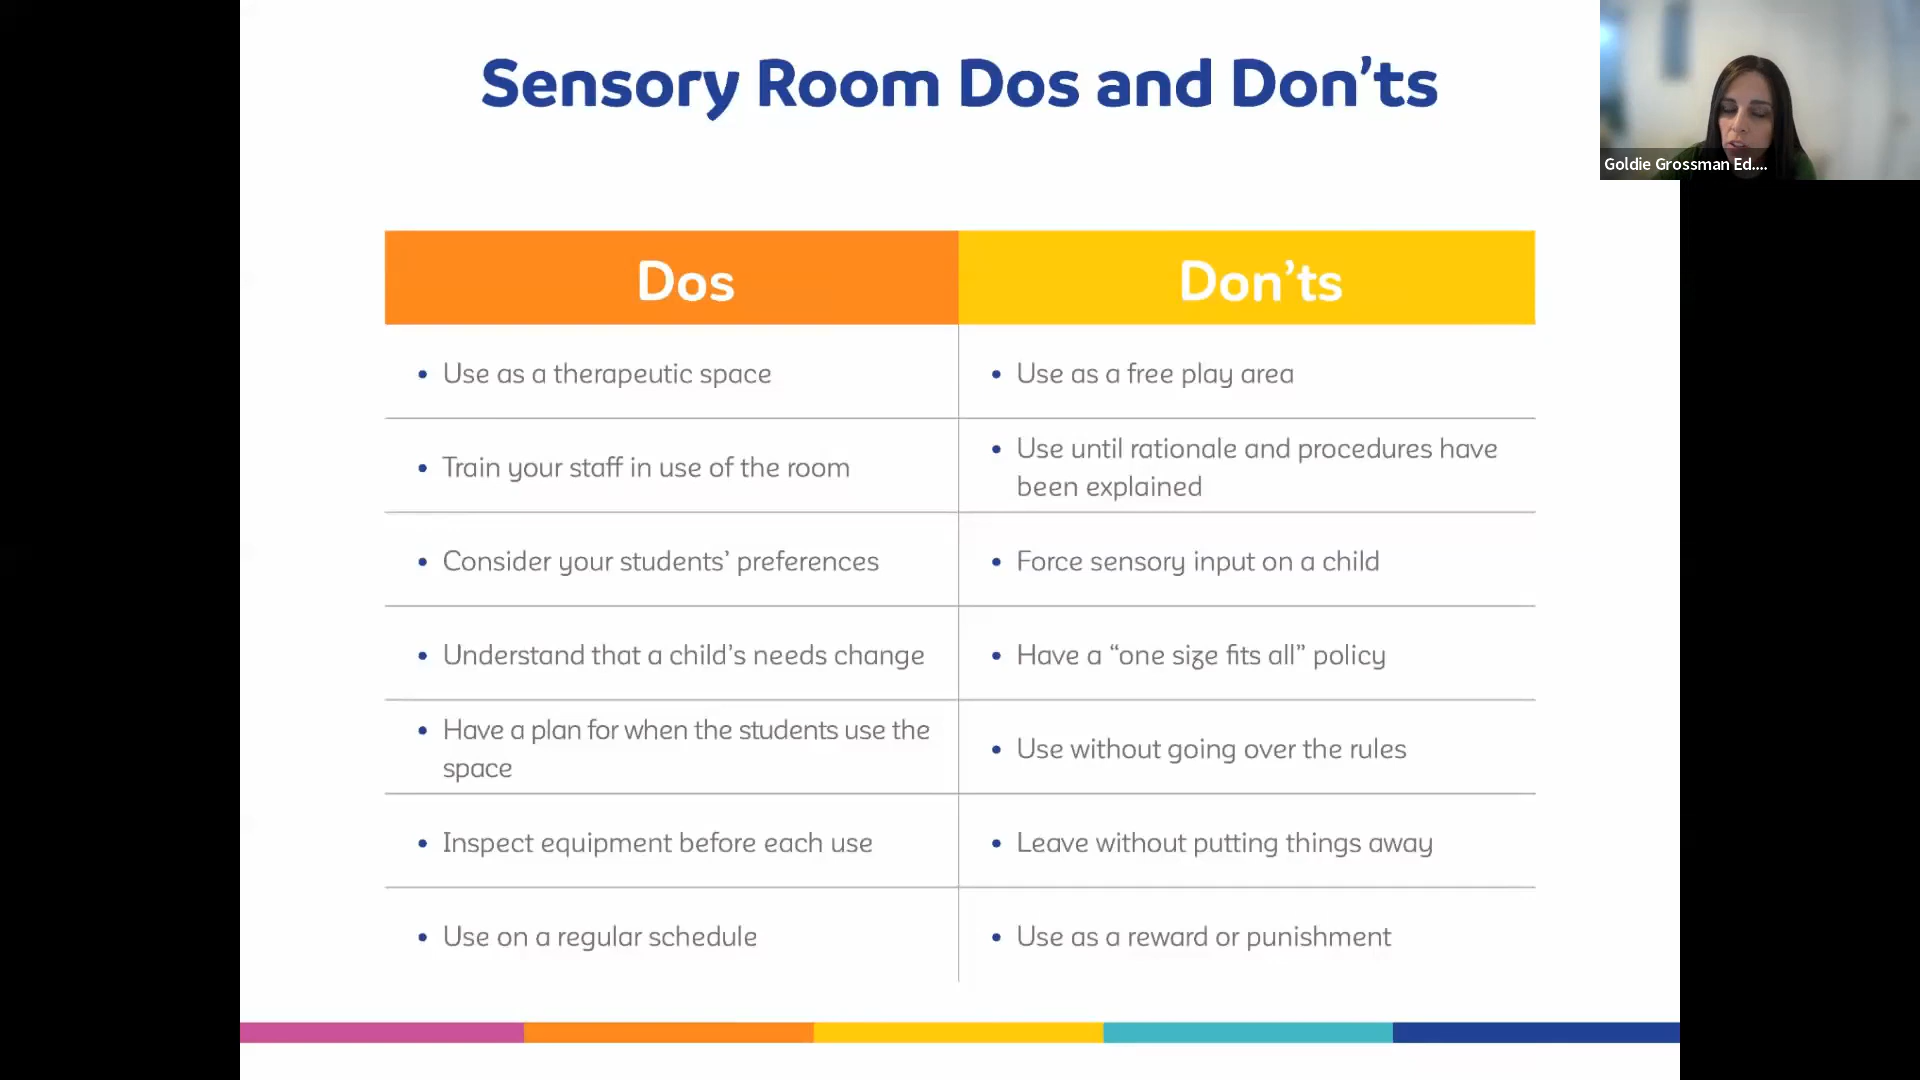 Sensory Room Dos and Don’ts
Goldie Grossman Ed....
Dos
Don’ts
• Use as a therapeutic space
• Use as a free play area
• Train your staff in use of the room
• Use until rationale and procedures have
been explained
• Consider your students’ preferences
• Force sensory input on a child
• Understand that a child’s needs change
• Have a “one size fits all” policy
• Have a plan for when the students use the
space
• Use without going over the rules
• Inspect equipment before each use
• Leave without putting things away
• Use on a regular schedule
• Use as a reward or punishment